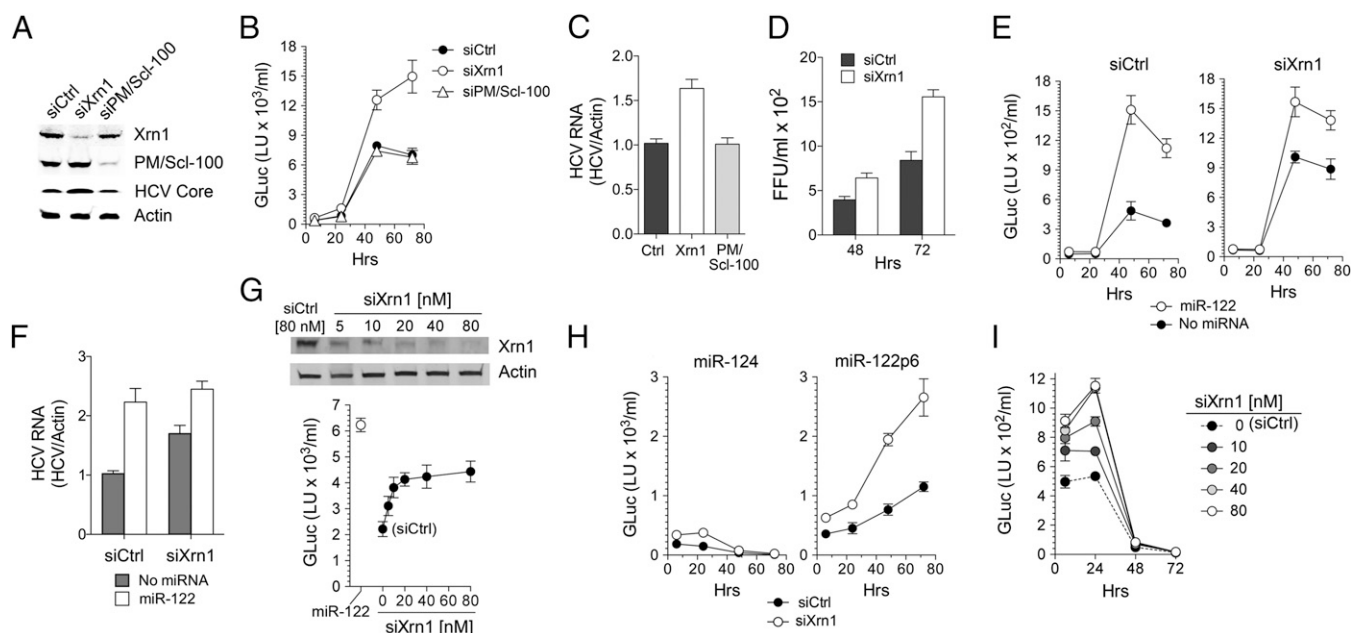 A
siCtrl
siXrn1
siPM/Scl-100
Xrn1
PM/Scl-100
HCV Core
Actin
B
GLuc (LU x 10³/ml)
18
15
12
9
6
3
0
0 20 40 60 80
Hrs
siCtrl
siXrn1
siPM/Scl-100
C
HCV RNA
(HCV/Actin)
2.0
1.5
1.0
0.5
0.0
Ctrl Xrn1 PM/
Scl-100
D
FFU/ml x 10²
20
15
10
5
0
48 72
Hrs
siCtrl
siXrn1
E
siCtrl
GLuc (LU x 10²/ml)
18
15
12
9
6
3
0
0 20 40 60 80
Hrs
siXrn1
18
15
12
9
6
3
0
0 20 40 60 80
Hrs
miR-122
No miRNA
F
HCV RNA
(HCV/Actin)
3
2
1
0
siCtrl siXrn1
No miRNA
miR-122
G
siCtrl
[80 nM]
siXrn1 [nM]
5 10 20 40 80
Xrn1
Actin
GLuc (LU x 10³/ml)
7
6
5
4
3
2
1
0
(siCtrl)
miR-122
0 20 40 60 80
siXrn1 [nM]
H
miR-124
GLuc (LU x 10³/ml)
3
2
1
0
0 20 40 60 80
Hrs
miR-122p6
3
2
1
0
0 20 40 60 80
Hrs
siCtrl
siXrn1
I
GLuc (LU x 10²/ml)
12
10
8
6
4
2
0
0 24 48 72
Hrs
siXrn1 [nM]
0 (siCtrl)
10
20
40
80